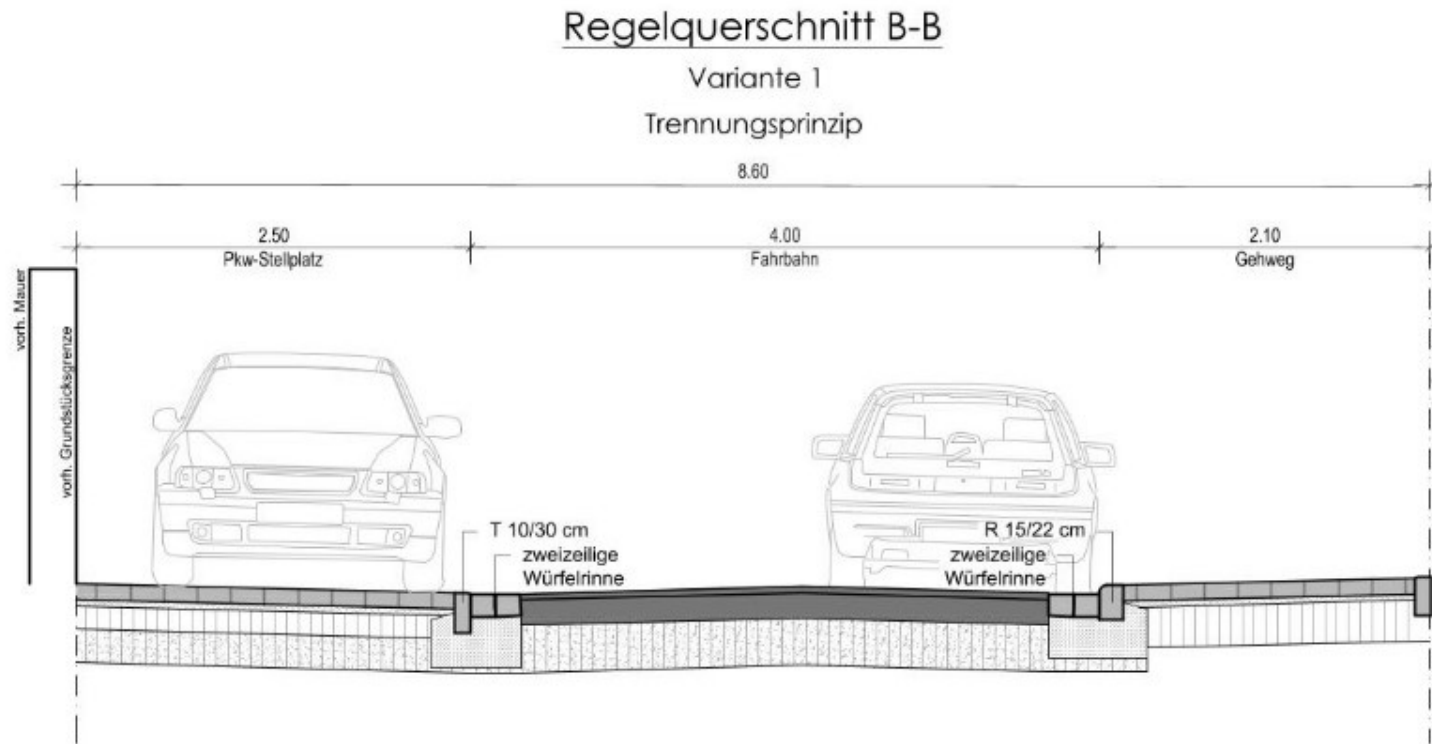 Regelquerschnitt B-B
Variante 1
Trennungsprinzip
8.60
2.50
Pkw-Stellplatz
4.00
Fahrbahn
2.10
Gehweg
vorh. Mauer
vorh. Grundstücksgrenze
T 10/30 cm
zweizeilige
Würfelrinne
R 15/22 cm
zweizeilige
Würfelrinne